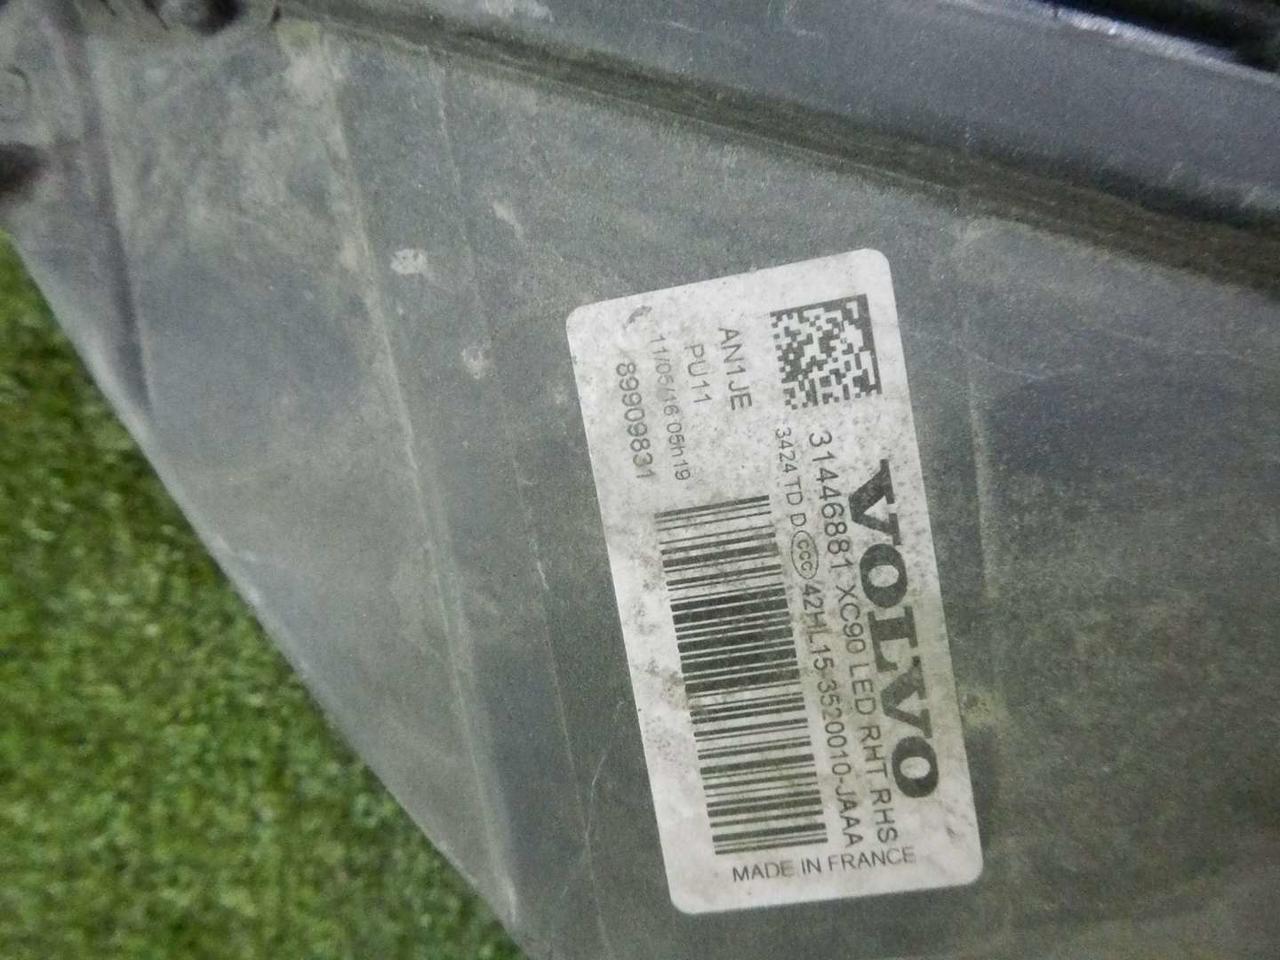 VOLVO
31446881 XC90 LED RHT RHS
3424 TD D CCC 42HL15-3520010-JAAA
AN1JE
PU11
11/05/16 05h19
89909831
MADE IN FRANCE